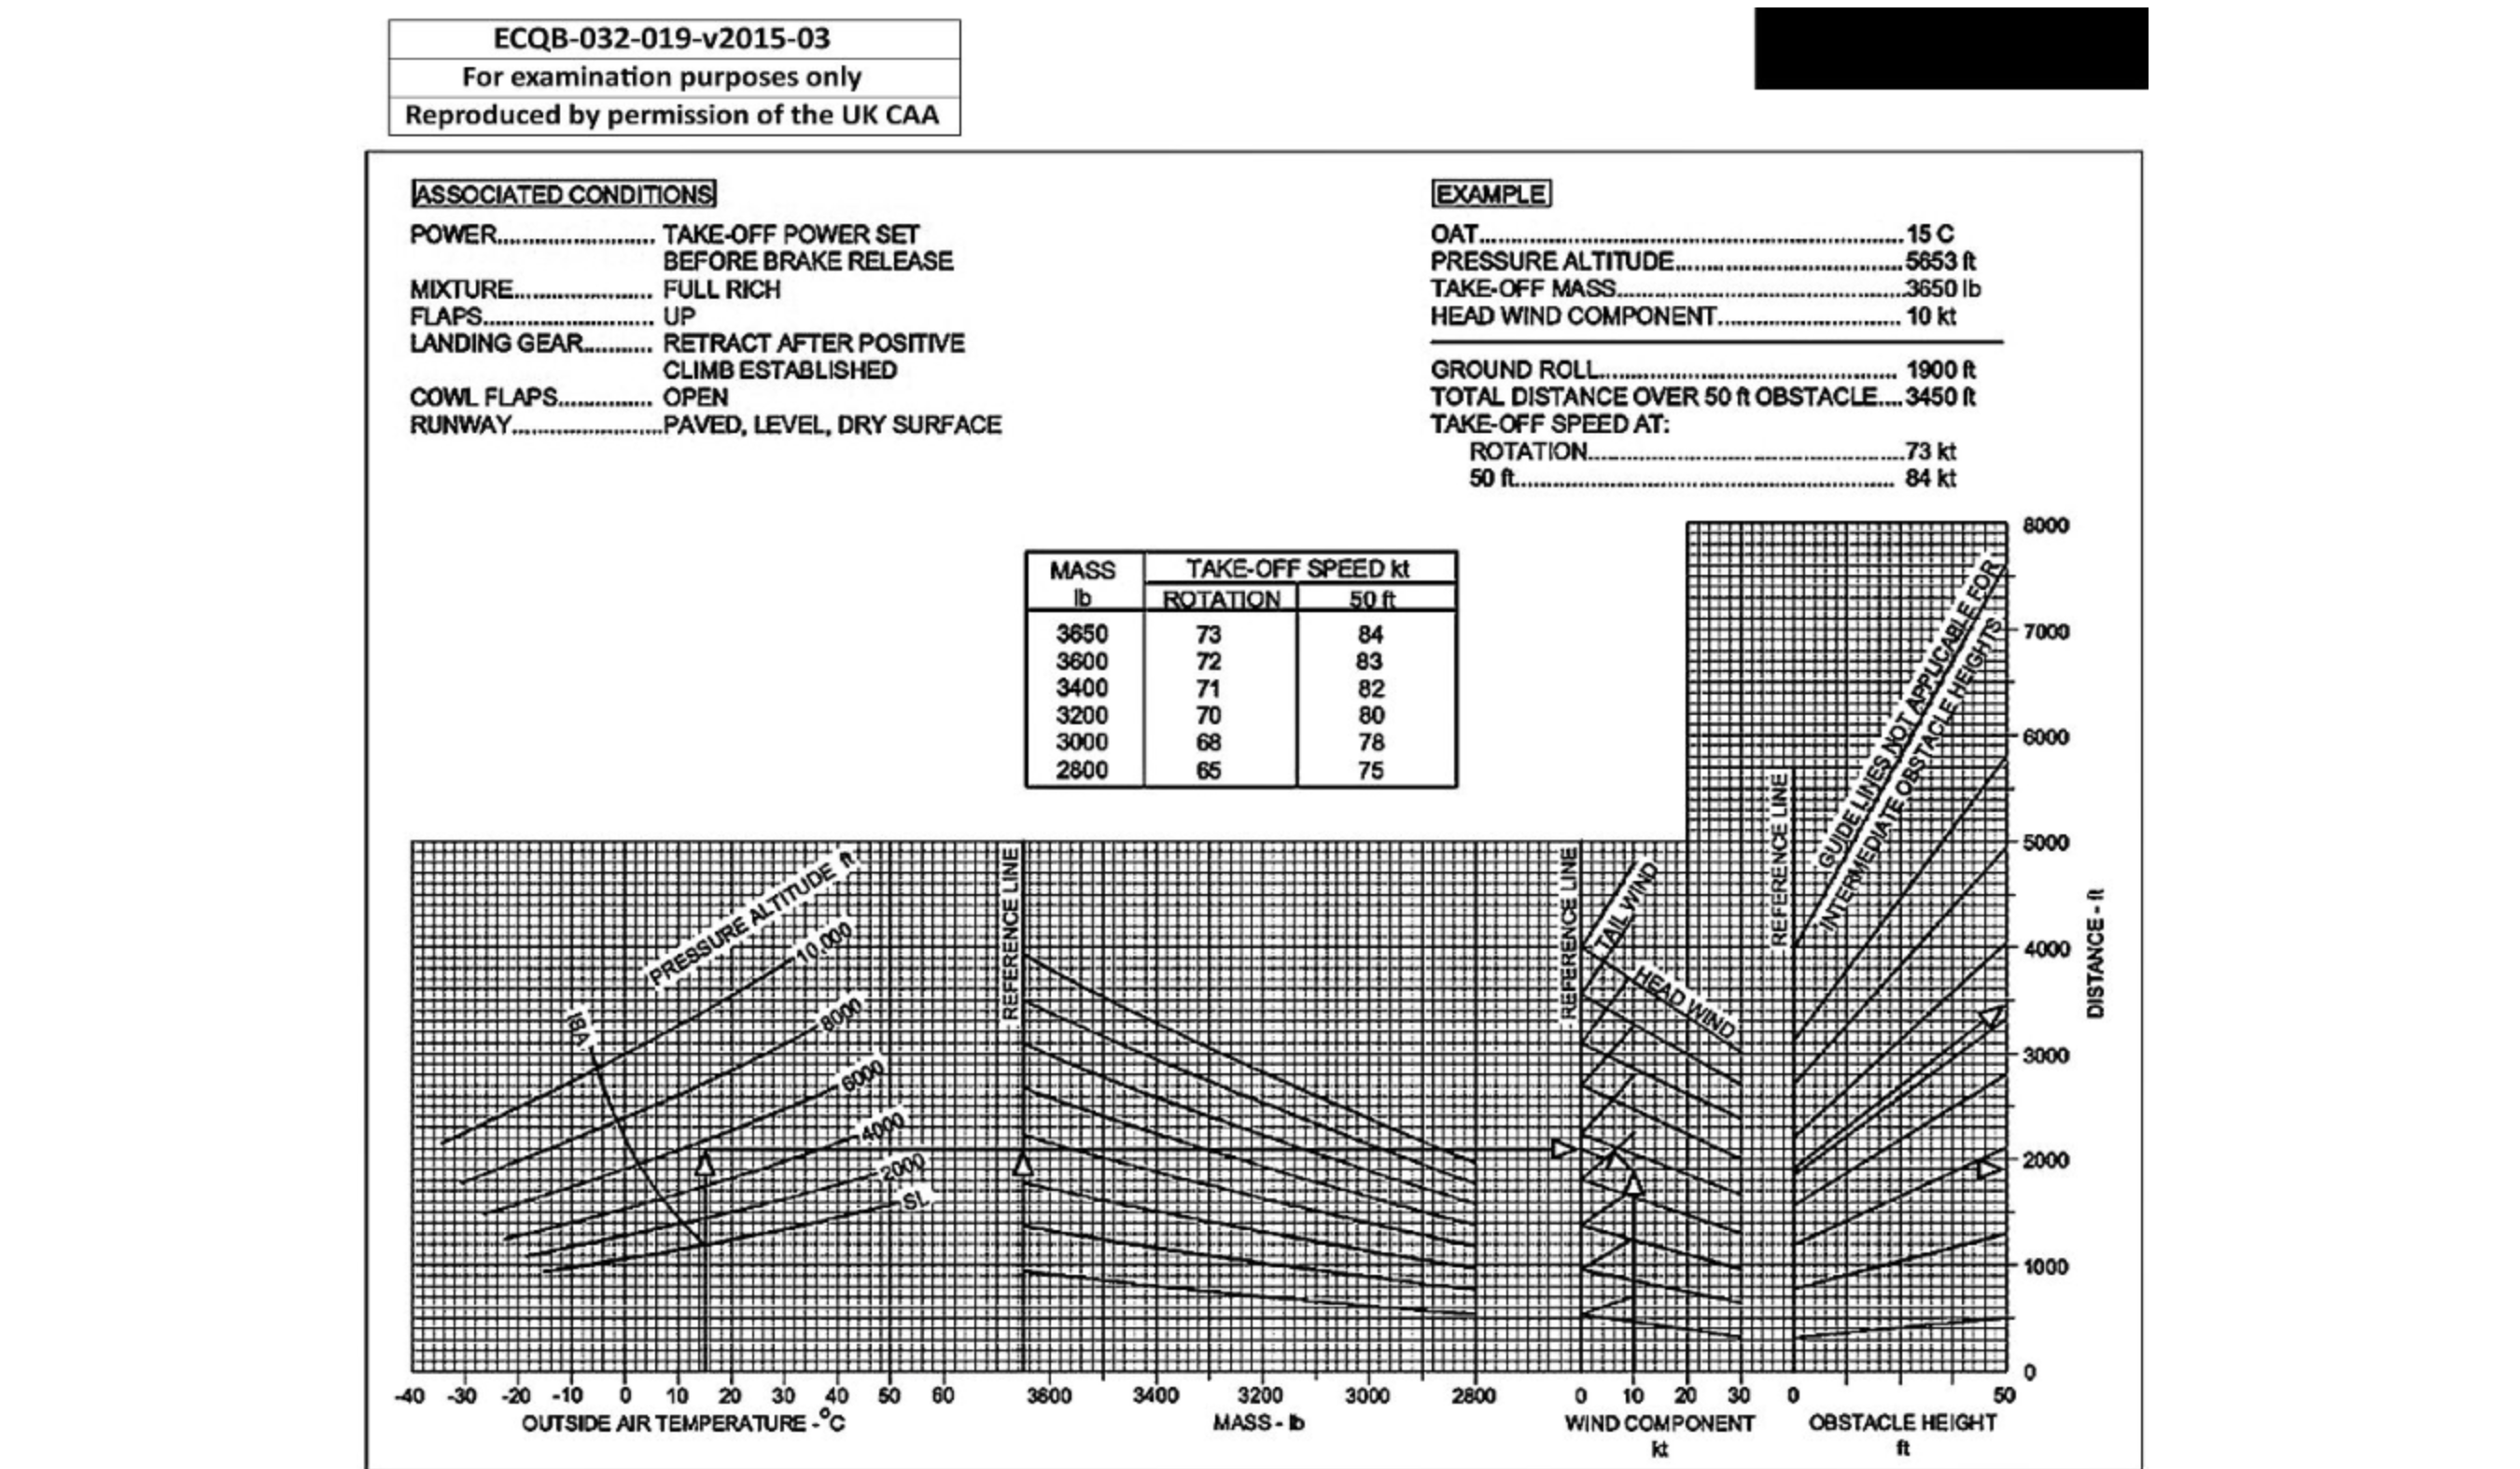 ECQB-032-019-v2015-03
For examination purposes only
Reproduced by permission of the UK CAA
ASSOCIATED CONDITIONS
POWER......................... TAKE-OFF POWER SET
BEFORE BRAKE RELEASE
MIXTURE...................... FULL RICH
FLAPS........................... UP
LANDING GEAR........... RETRACT AFTER POSITIVE
CLIMB ESTABLISHED
COWL FLAPS............... OPEN
RUNWAY........................PAVED, LEVEL, DRY SURFACE
EXAMPLE
OAT....................................................................15 C
PRESSURE ALTITUDE....................................5653 ft
TAKE-OFF MASS..............................................3650 lb
HEAD WIND COMPONENT............................. 10 kt
GROUND ROLL............................................... 1900 ft
TOTAL DISTANCE OVER 50 ft OBSTACLE....3450 ft
TAKE-OFF SPEED AT:
ROTATION...................................................73 kt
50 ft............................................................. 84 kt
MASS lb TAKE-OFF SPEED kt
ROTATION 50 ft
3650 73 84
3600 72 83
3400 71 82
3200 70 80
3000 68 78
2800 65 75
PRESSURE ALTITUDE ft
10,000
8000
6000
4000
2000
SL
ISA
REFERENCE LINE
REFERENCE LINE
TAIL WIND
HEAD WIND
REFERENCE LINE
GUIDE LINES NOT APPLICABLE FOR
INTERMEDIATE OBSTACLE HEIGHTS
8000
7000
6000
5000
4000
3000
2000
1000
0
DISTANCE - ft
-40 -30 -20 -10 0 10 20 30 40 50 60
OUTSIDE AIR TEMPERATURE - °C
3600 3400 3200 3000 2800
MASS - lb
0 10 20 30
WIND COMPONENT
kt
0 50
OBSTACLE HEIGHT
ft